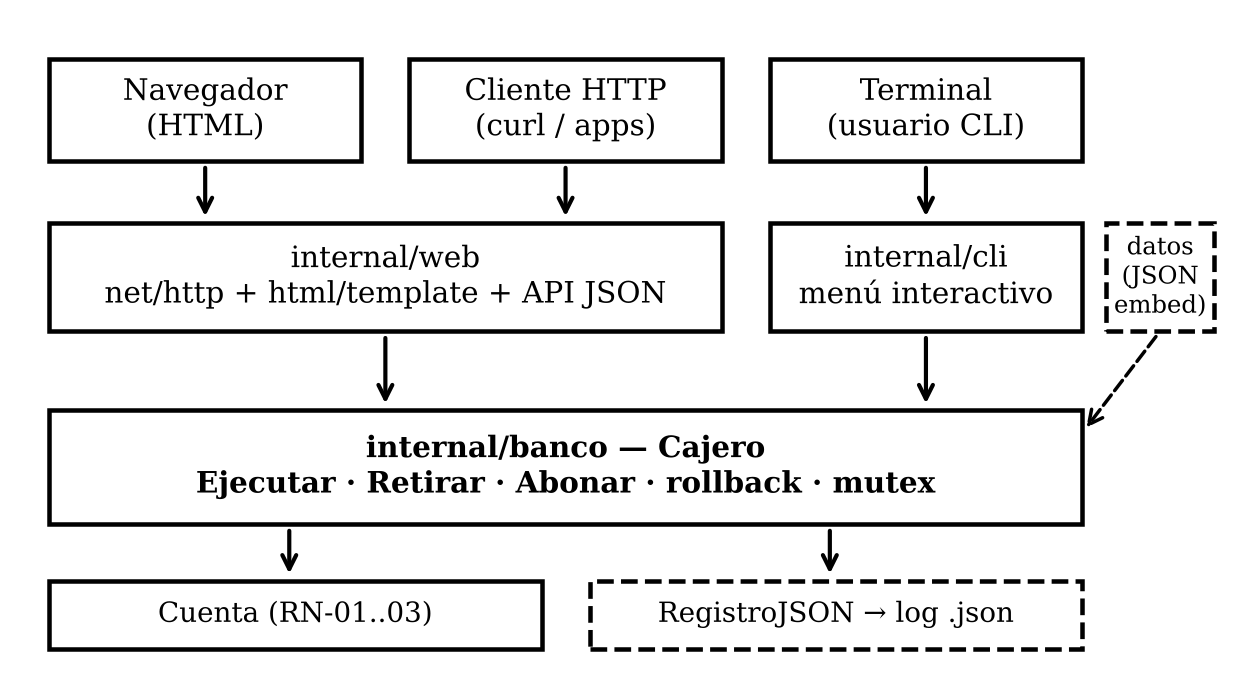 Navegador
(HTML)
Cliente HTTP
(curl / apps)
Terminal
(usuario CLI)
internal/web
net/http + html/template + API JSON
internal/cli
menú interactivo
datos
(JSON
embed)
internal/banco — Cajero
Ejecutar · Retirar · Abonar · rollback · mutex
Cuenta (RN-01..03)
RegistroJSON → log .json